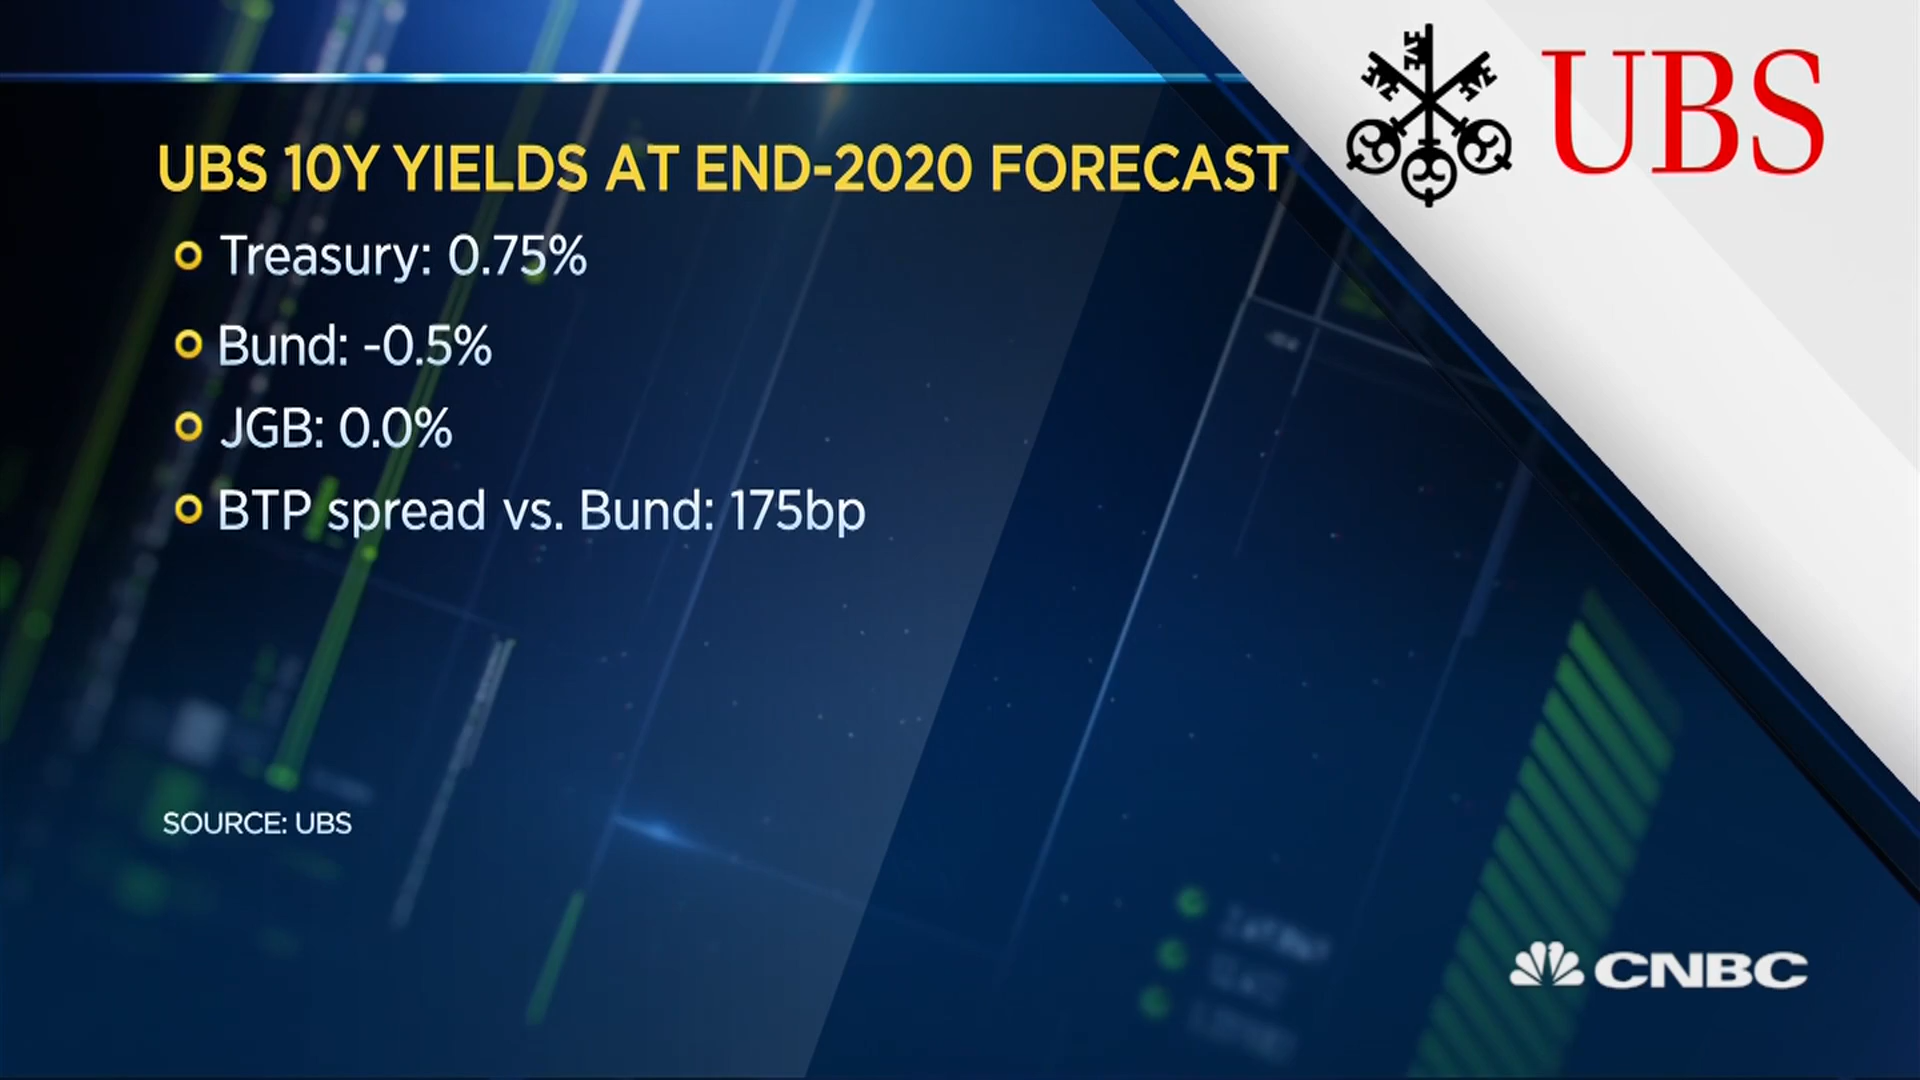 UBS
UBS 10Y YIELDS AT END-2020 FORECAST
Treasury: 0.75%
Bund: -0.5%
JGB: 0.0%
BTP spread vs. Bund: 175bp
SOURCE: UBS
CNBC